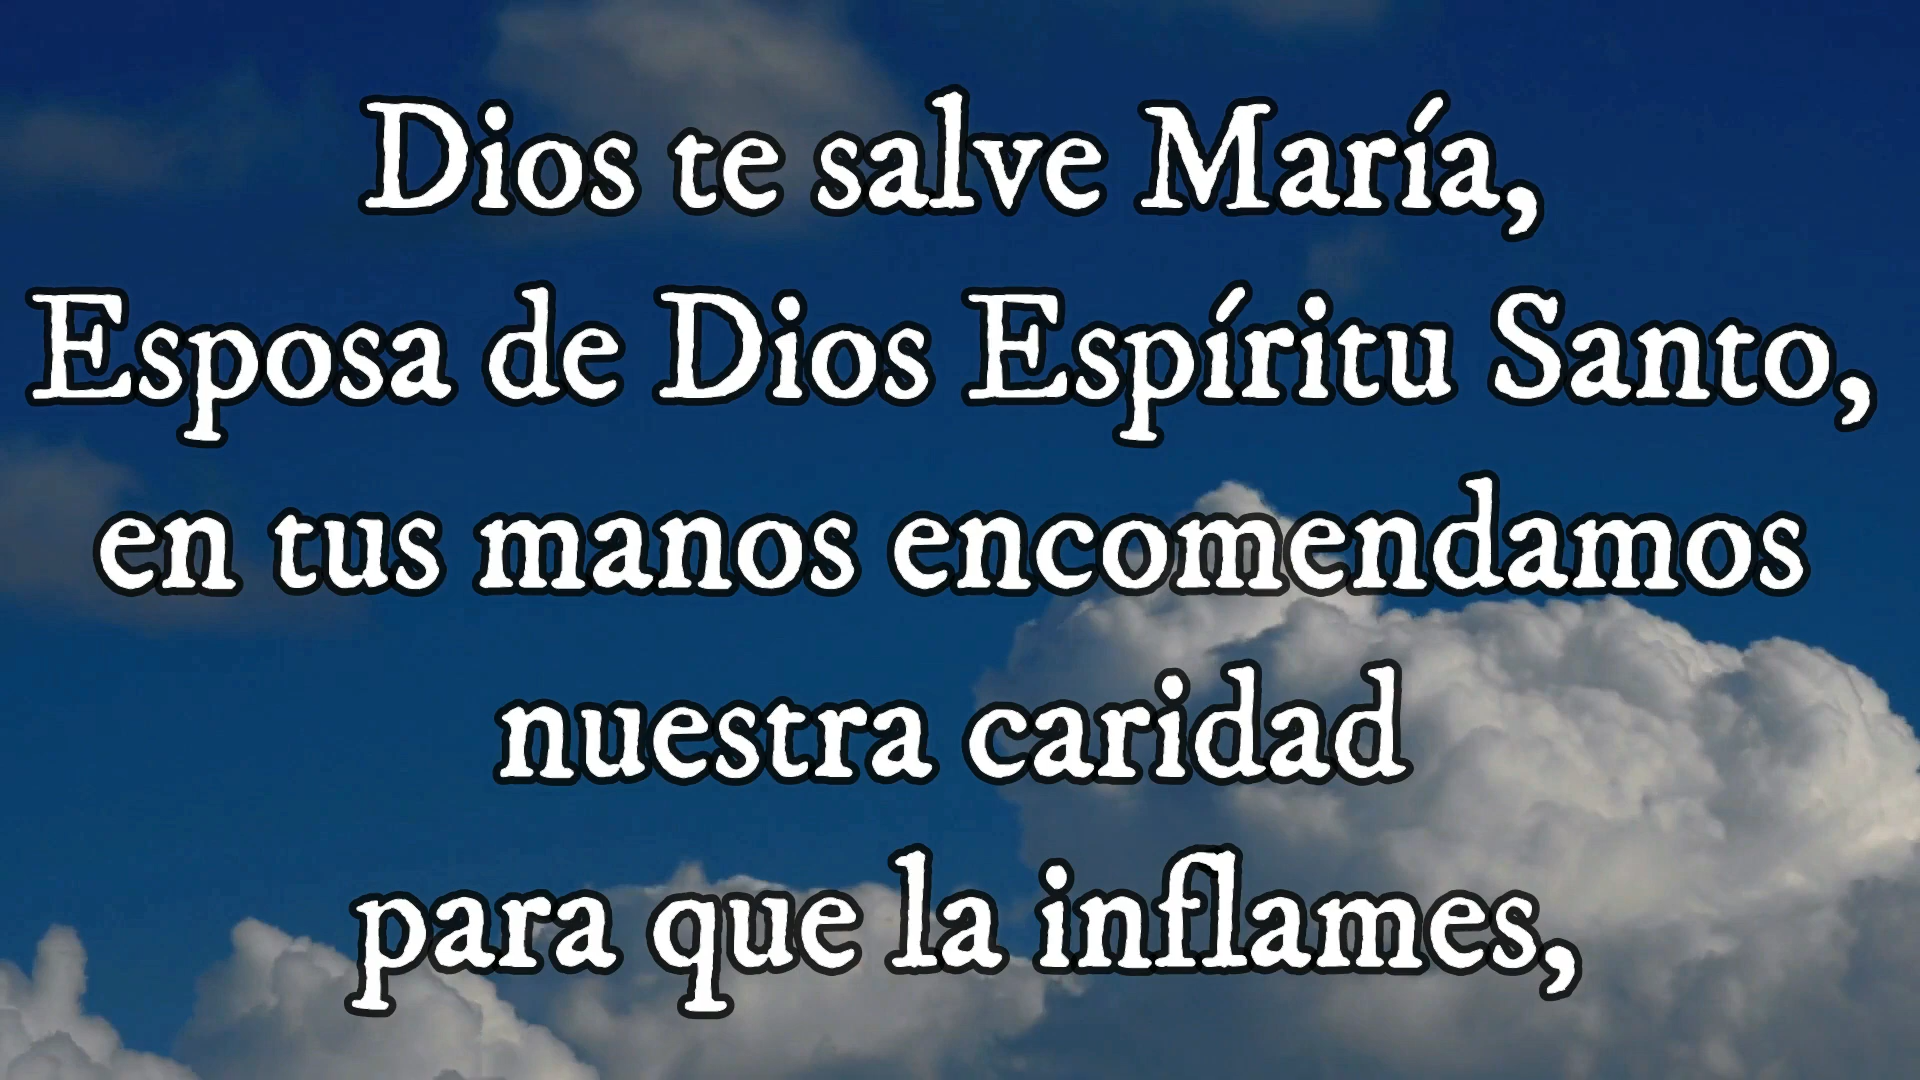 Dios te salve María,
Esposa de Dios Espíritu Santo,
en tus manos encomendamos
nuestra caridad
para que la inflames,